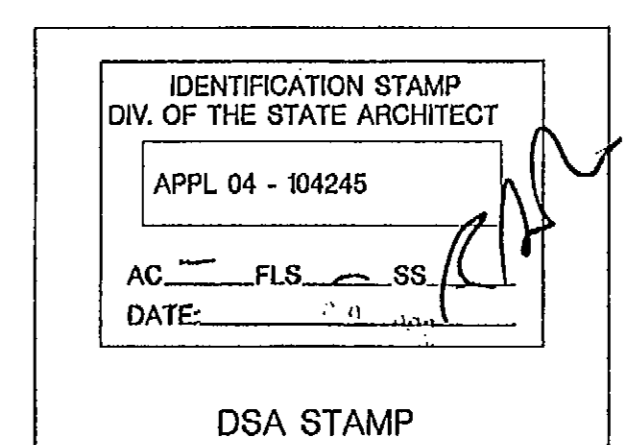 IDENTIFICATION STAMP
DIV. OF THE STATE ARCHITECT
APPL 04 - 104245
AC FLS SS
DATE:
DSA STAMP